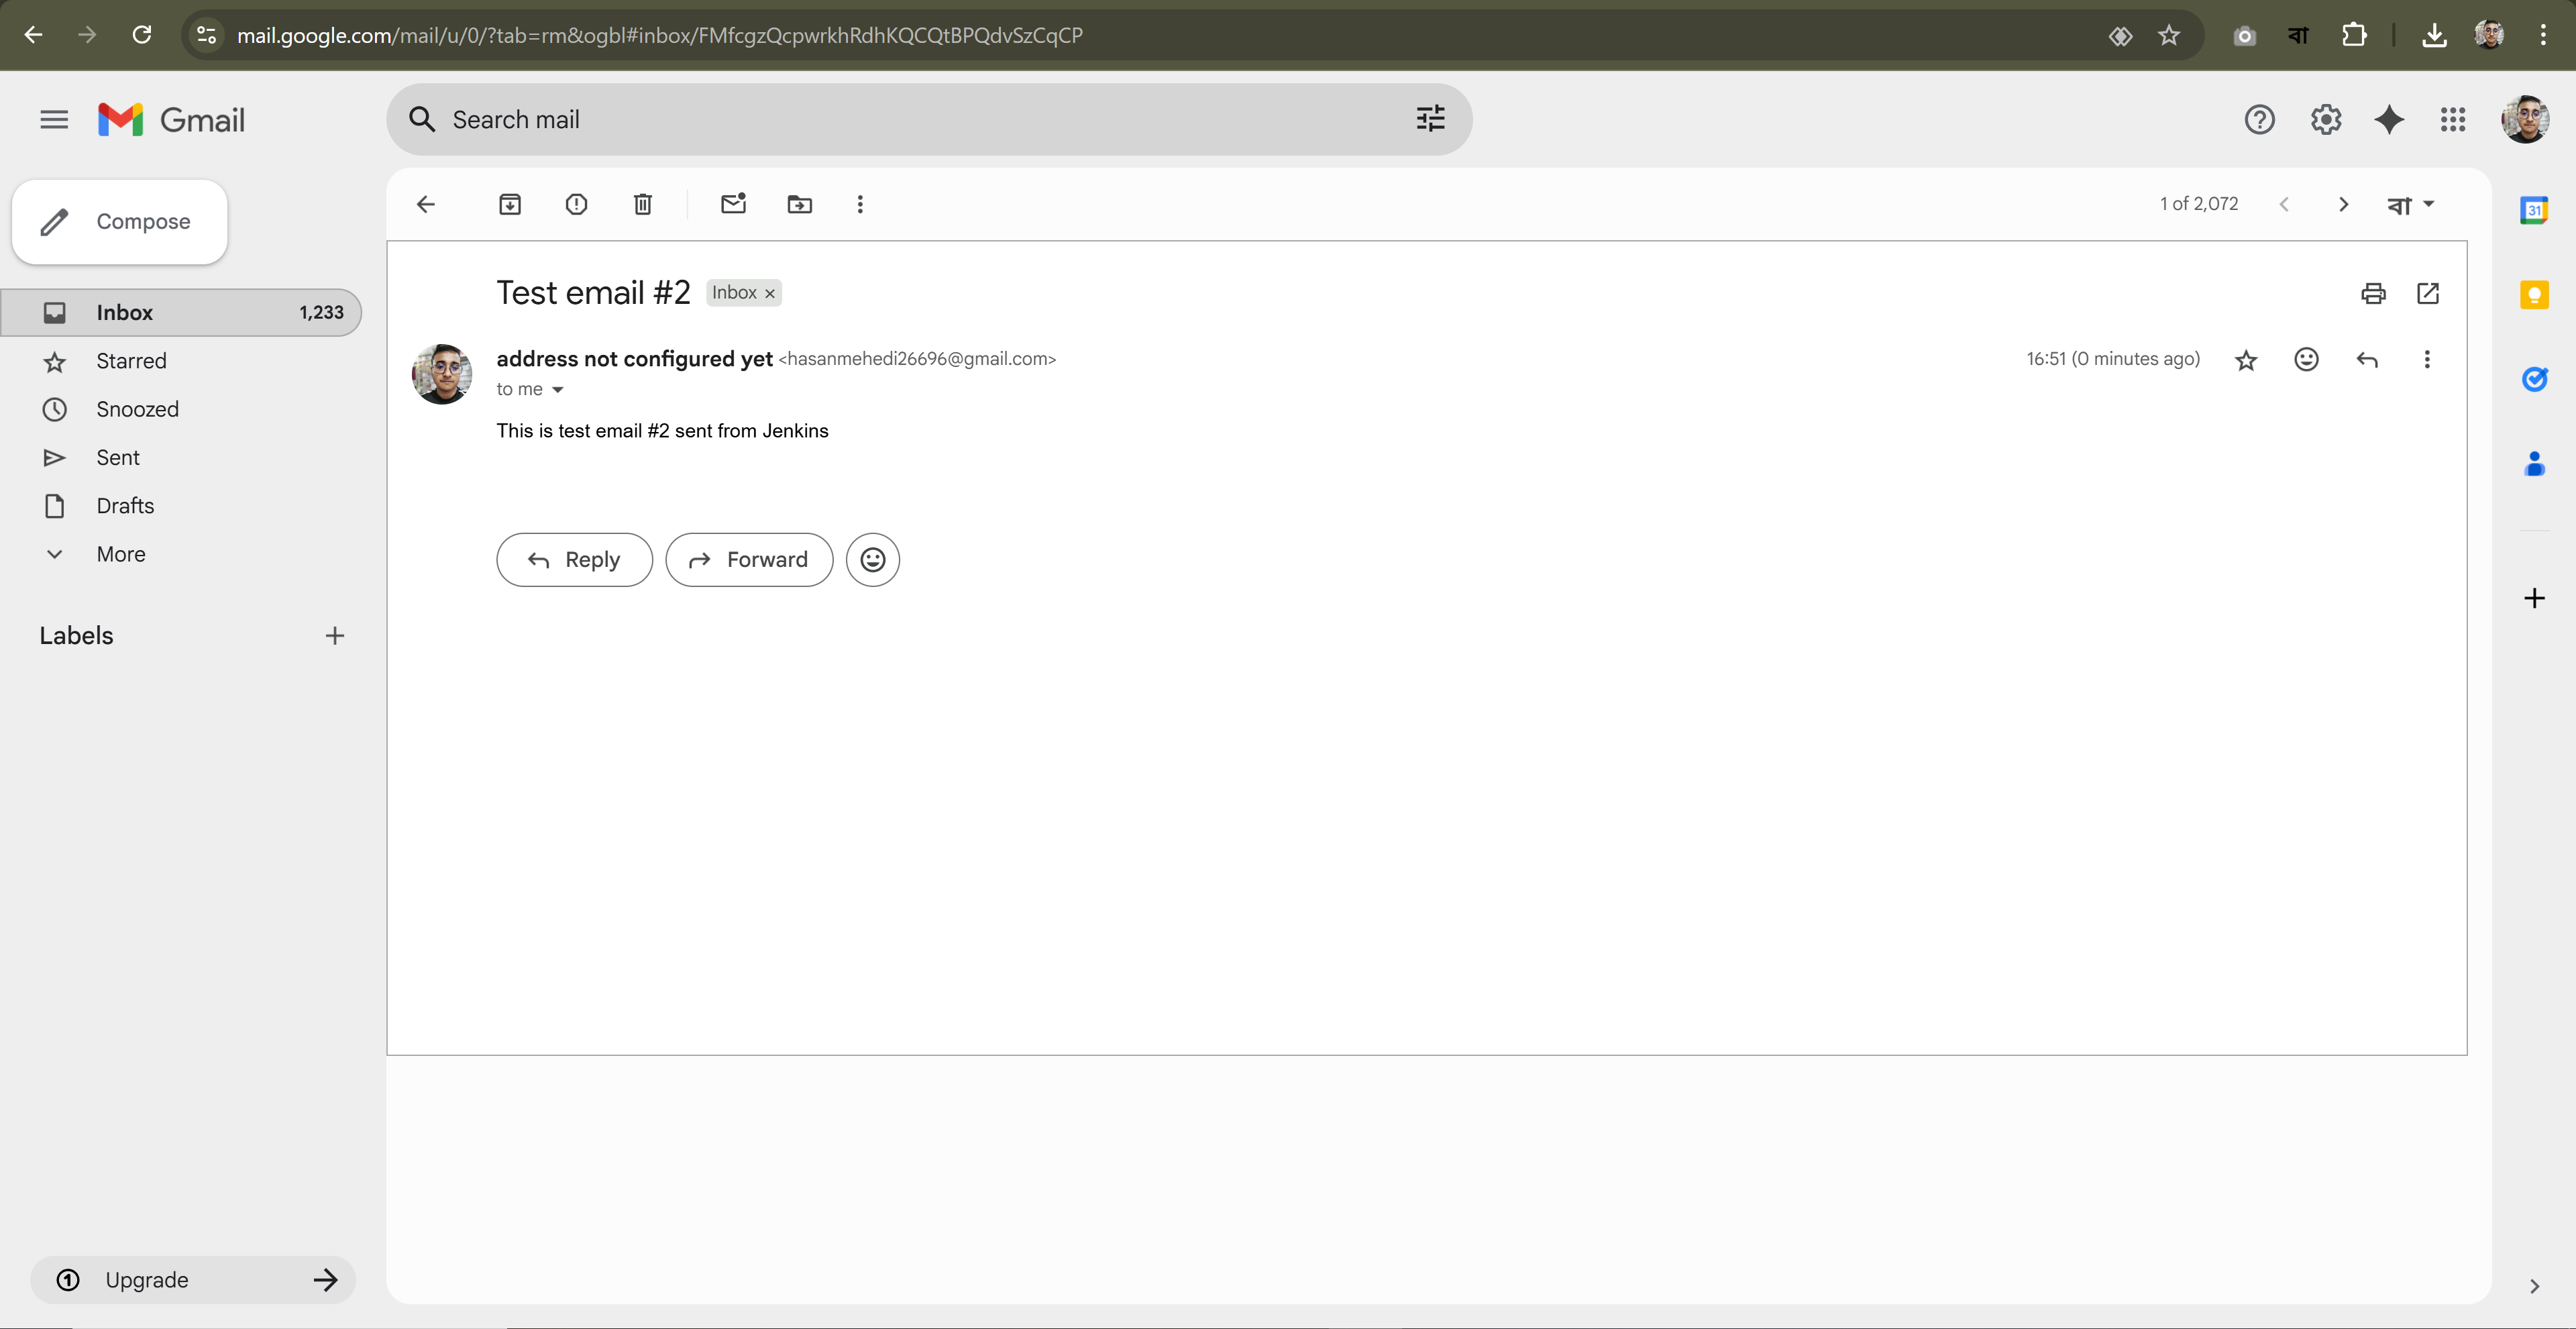 mail.google.com/mail/u/0/?tab=rm&ogbl#inbox/FMfcgzQcpwrkhRdhKQCQtBPQdvSzCqCP
বা
Gmail
Search mail
Compose
1 of 2,072
বা
31
Inbox 1,233
Starred
Snoozed
Sent
Drafts
More
Labels
Test email #2 Inbox ×
address not configured yet <hasanmehedi26696@gmail.com>
16:51 (0 minutes ago)
to me
This is test email #2 sent from Jenkins
Reply
Forward
1 Upgrade